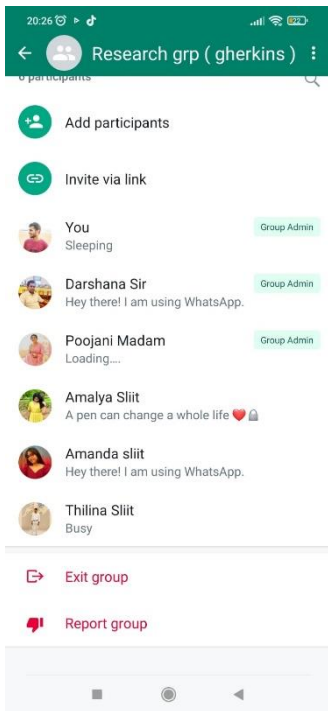 20:26
Research grp ( gherkins )
6 participants
Add participants
Invite via link
You
Group Admin
Sleeping
Darshana Sir
Group Admin
Hey there! I am using WhatsApp.
Poojani Madam
Group Admin
Loading....
Amalya Sliit
A pen can change a whole life ❤️🔒
Amanda sliit
Hey there! I am using WhatsApp.
Thilina Sliit
Busy
Exit group
Report group